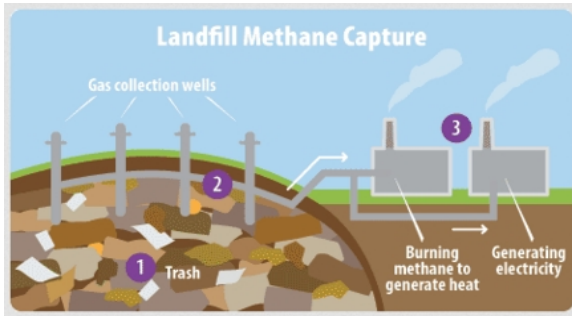 Landfill Methane Capture
Gas collection wells
3
2
1
Trash
Burning
methane to
generate heat
Generating
electricity